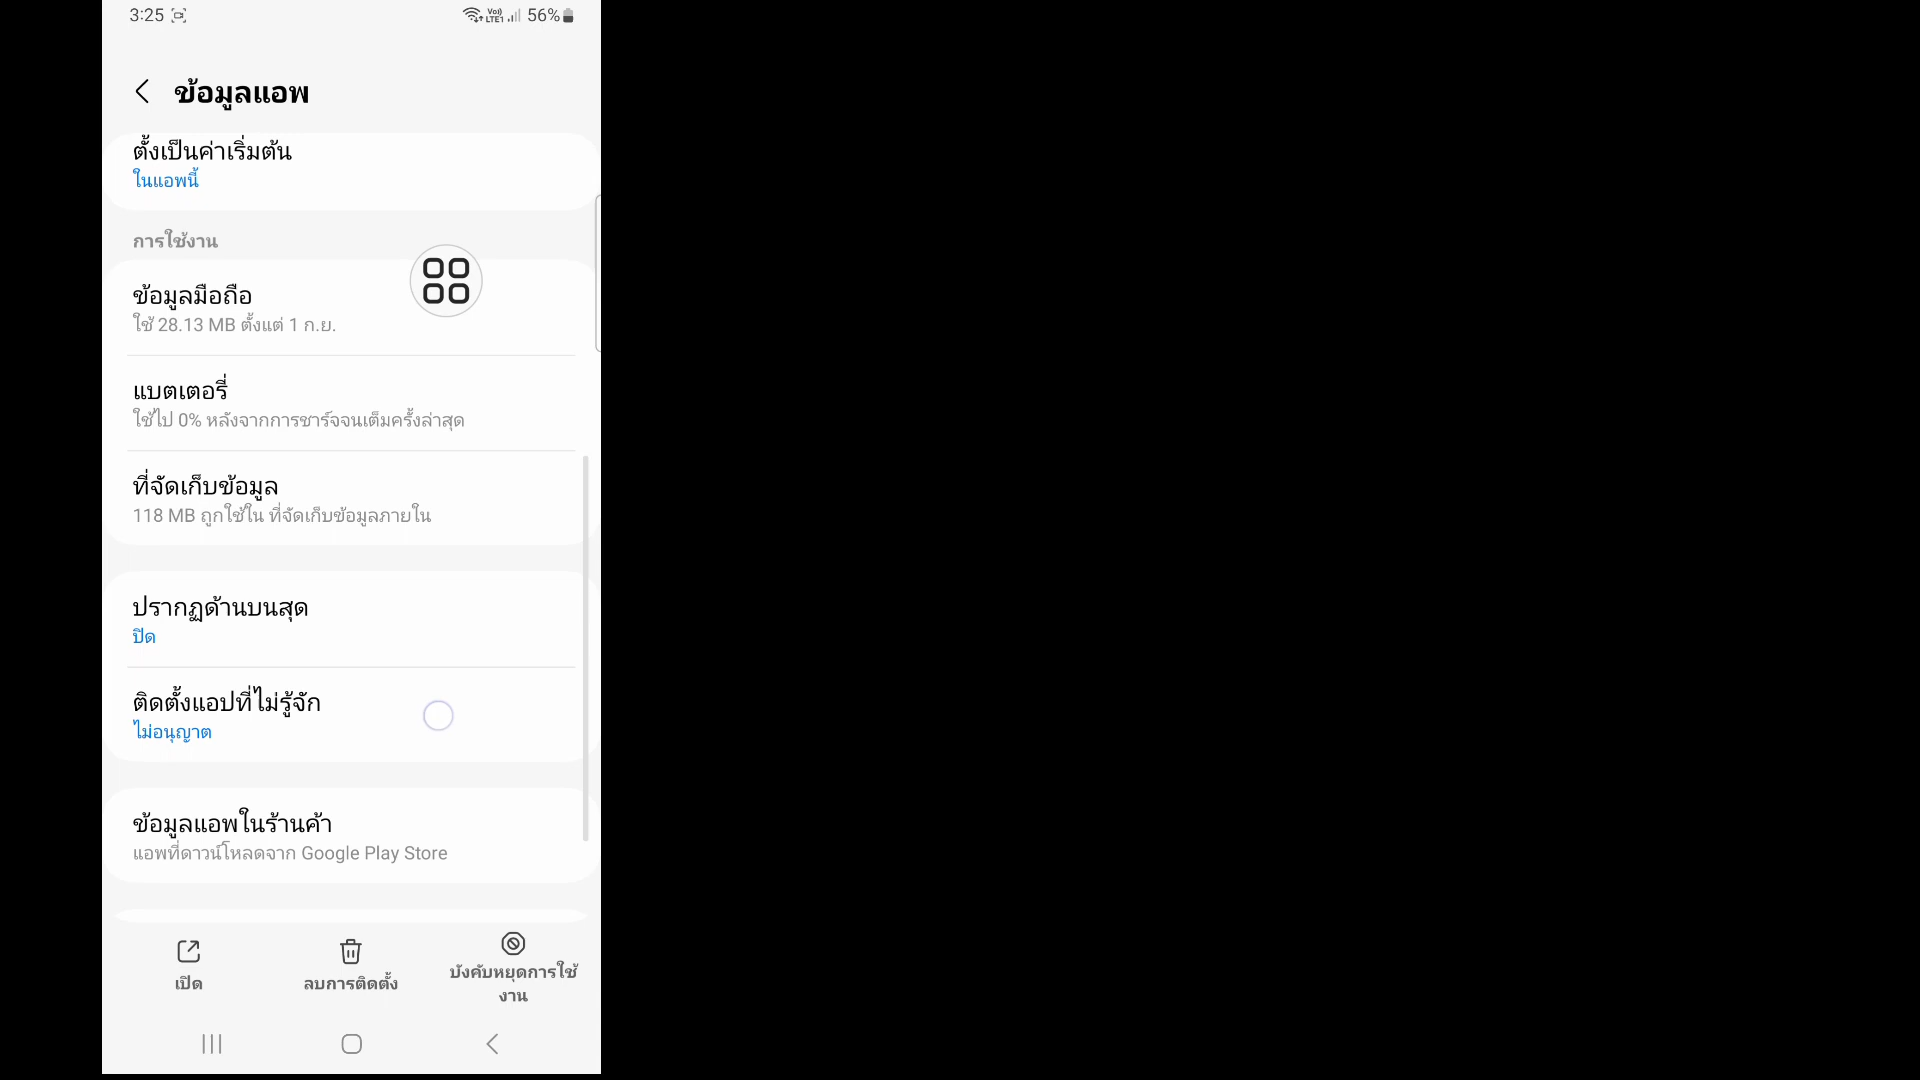 3:25
Vo)) LTE1 56%
ข้อมูลแอพ
ตั้งเป็นค่าเริ่มต้น
ในแอพนี้
การใช้งาน
ข้อมูลมือถือ
ใช้ 28.13 MB ตั้งแต่ 1 ก.ย.
แบตเตอรี่
ใช้ไป 0% หลังจากการชาร์จจนเต็มครั้งล่าสุด
ที่จัดเก็บข้อมูล
118 MB ถูกใช้ใน ที่จัดเก็บข้อมูลภายใน
ปรากฏด้านบนสุด
ปิด
ติดตั้งแอปที่ไม่รู้จัก
ไม่อนุญาต
ข้อมูลแอพในร้านค้า
แอพที่ดาวน์โหลดจาก Google Play Store
เปิด
ลบการติดตั้ง
บังคับหยุดการใช้
งาน